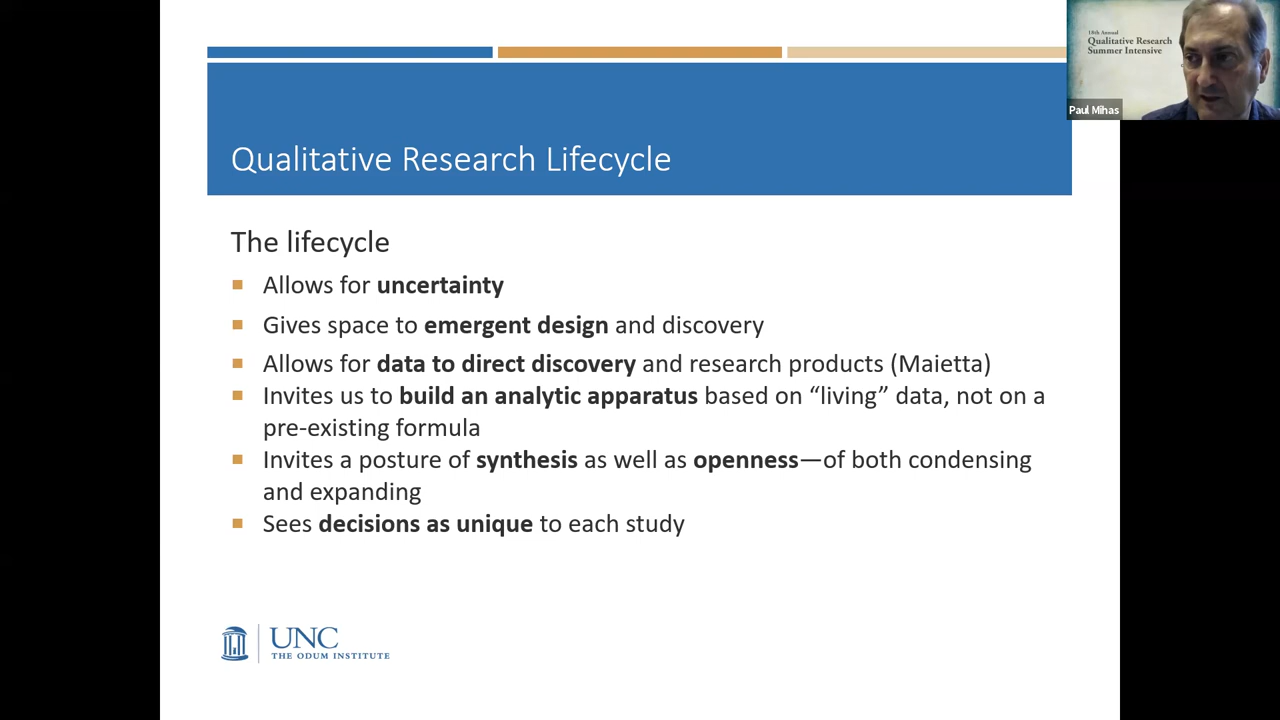 18th Annual
Qualitative Research
Summer Intensive
Paul Mihas
Qualitative Research Lifecycle
The lifecycle
Allows for uncertainty
Gives space to emergent design and discovery
Allows for data to direct discovery and research products (Maietta)
Invites us to build an analytic apparatus based on “living” data, not on a
pre-existing formula
Invites a posture of synthesis as well as openness—of both condensing
and expanding
Sees decisions as unique to each study
UNC
THE ODUM INSTITUTE